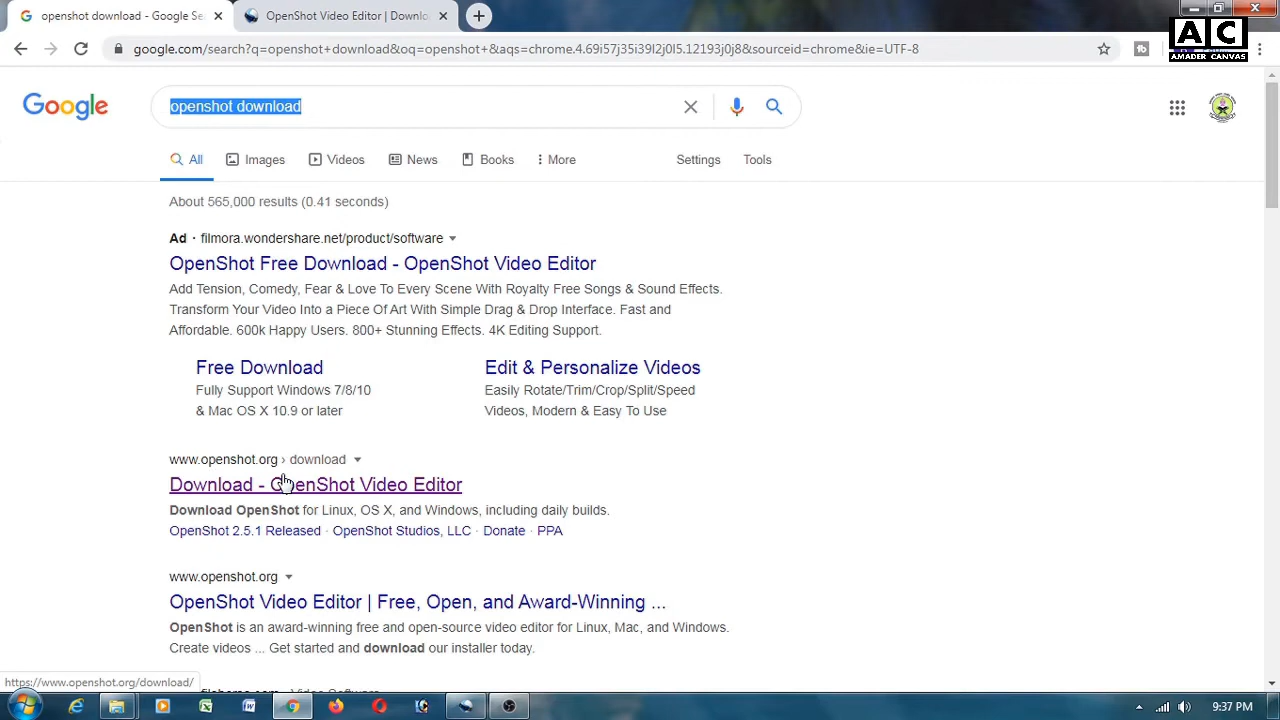 openshot download - Google Se
OpenShot Video Editor | Downlo
google.com/search?q=openshot+download&oq=openshot+&aqs=chrome.4.69i57j35i39l2j0l5.12193j0j8&sourceid=chrome&ie=UTF-8
AC
AMADER CANVAS
Google
openshot download
All
Images
Videos
News
Books
More
Settings
Tools
About 565,000 results (0.41 seconds)
Ad · filmora.wondershare.net/product/software
OpenShot Free Download - OpenShot Video Editor
Add Tension, Comedy, Fear & Love To Every Scene With Royalty Free Songs & Sound Effects.
Transform Your Video Into a Piece Of Art With Simple Drag & Drop Interface. Fast and
Affordable. 600k Happy Users. 800+ Stunning Effects. 4K Editing Support.
Free Download
Fully Support Windows 7/8/10
& Mac OS X 10.9 or later
Edit & Personalize Videos
Easily Rotate/Trim/Crop/Split/Speed
Videos, Modern & Easy To Use
www.openshot.org › download
Download - OpenShot Video Editor
Download OpenShot for Linux, OS X, and Windows, including daily builds.
OpenShot 2.5.1 Released · OpenShot Studios, LLC · Donate · PPA
www.openshot.org
OpenShot Video Editor | Free, Open, and Award-Winning ...
OpenShot is an award-winning free and open-source video editor for Linux, Mac, and Windows.
Create videos ... Get started and download our installer today.
https://www.openshot.org/download/
9:37 PM